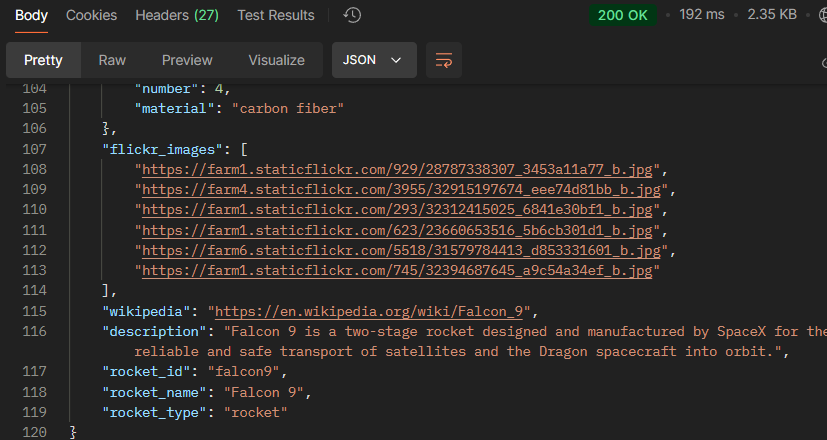 Body Cookies Headers (27) Test Results 200 OK 192 ms 2.35 KB
Pretty Raw Preview Visualize JSON
104 "number": 4,
105 "material": "carbon fiber"
106 },
107 "flickr_images": [
108 "https://farm1.staticflickr.com/929/28787338307_3453a11a77_b.jpg",
109 "https://farm4.staticflickr.com/3955/32915197674_eee74d81bb_b.jpg",
110 "https://farm1.staticflickr.com/293/32312415025_6841e30bf1_b.jpg",
111 "https://farm1.staticflickr.com/623/23660653516_5b6cb301d1_b.jpg",
112 "https://farm6.staticflickr.com/5518/31579784413_d853331601_b.jpg",
113 "https://farm1.staticflickr.com/745/32394687645_a9c54a34ef_b.jpg"
114 ],
115 "wikipedia": "https://en.wikipedia.org/wiki/Falcon_9",
116 "description": "Falcon 9 is a two-stage rocket designed and manufactured by SpaceX for the
reliable and safe transport of satellites and the Dragon spacecraft into orbit.",
117 "rocket_id": "falcon9",
118 "rocket_name": "Falcon 9",
119 "rocket_type": "rocket"
120 }